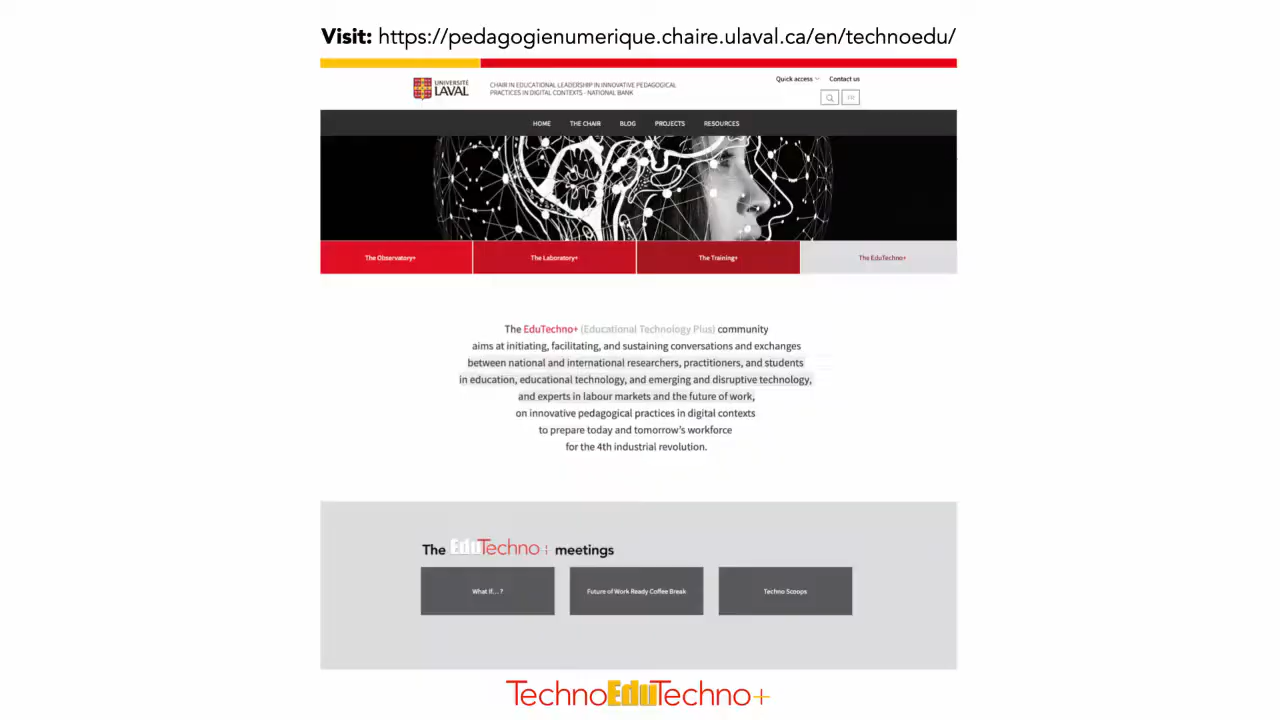 Visit: https://pedagogienumerique.chaire.ulaval.ca/en/technoedu/
Quick access Contact us
UNIVERSITÉ
LAVAL
CHAIR IN EDUCATIONAL LEADERSHIP IN INNOVATIVE PEDAGOGICAL
PRACTICES IN DIGITAL CONTEXTS - NATIONAL BANK
FR
HOME THE CHAIR BLOG PROJECTS RESOURCES
The Observatory+ The Laboratory+ The Training+ The EduTechno+
The EduTechno+ (Educational Technology Plus) community
aims at initiating, facilitating, and sustaining conversations and exchanges
between national and international researchers, practitioners, and students
in education, educational technology, and emerging and disruptive technology,
and experts in labour markets and the future of work,
on innovative pedagogical practices in digital contexts
to prepare today and tomorrow's workforce
for the 4th industrial revolution.
The EduTechno+ meetings
What If... ? Future of Work Ready Coffee Break Techno Scoops
TechnoEduTechno+